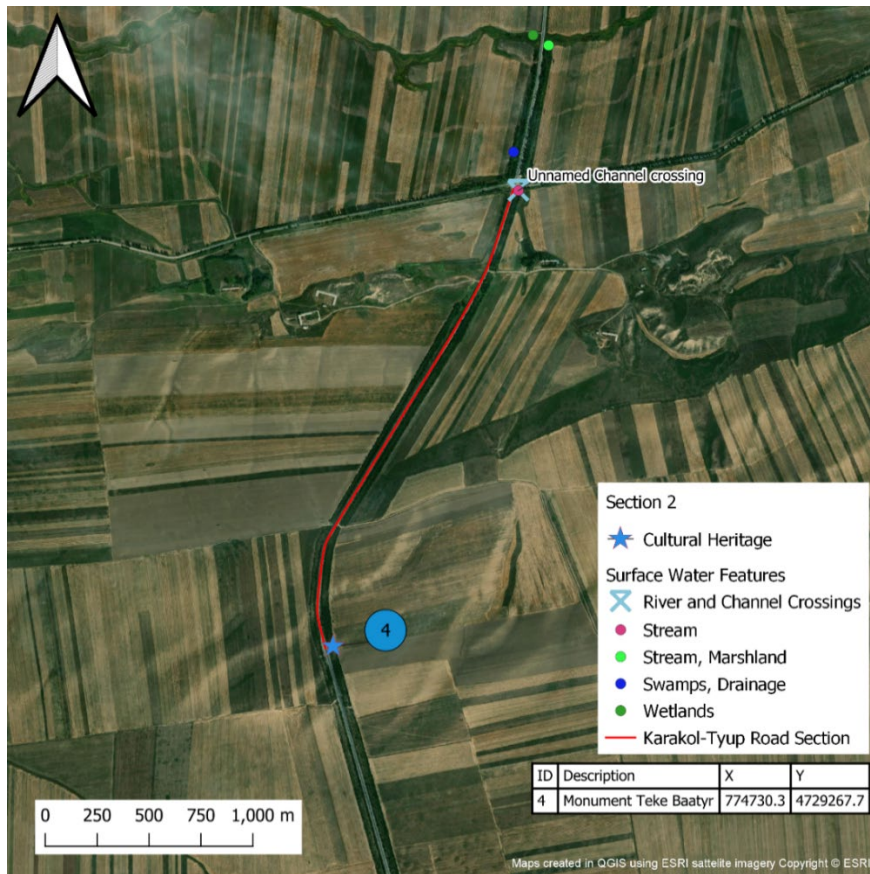 Unnamed Channel crossing
4
Section 2
Cultural Heritage
Surface Water Features
River and Channel Crossings
Stream
Stream, Marshland
Swamps, Drainage
Wetlands
Karakol-Tyup Road Section
ID Description X Y
4 Monument Teke Baatyr 774730.3 4729267.7
0 250 500 750 1,000 m
Maps created in QGIS using ESRI sattelite imagery Copyright © ESRI